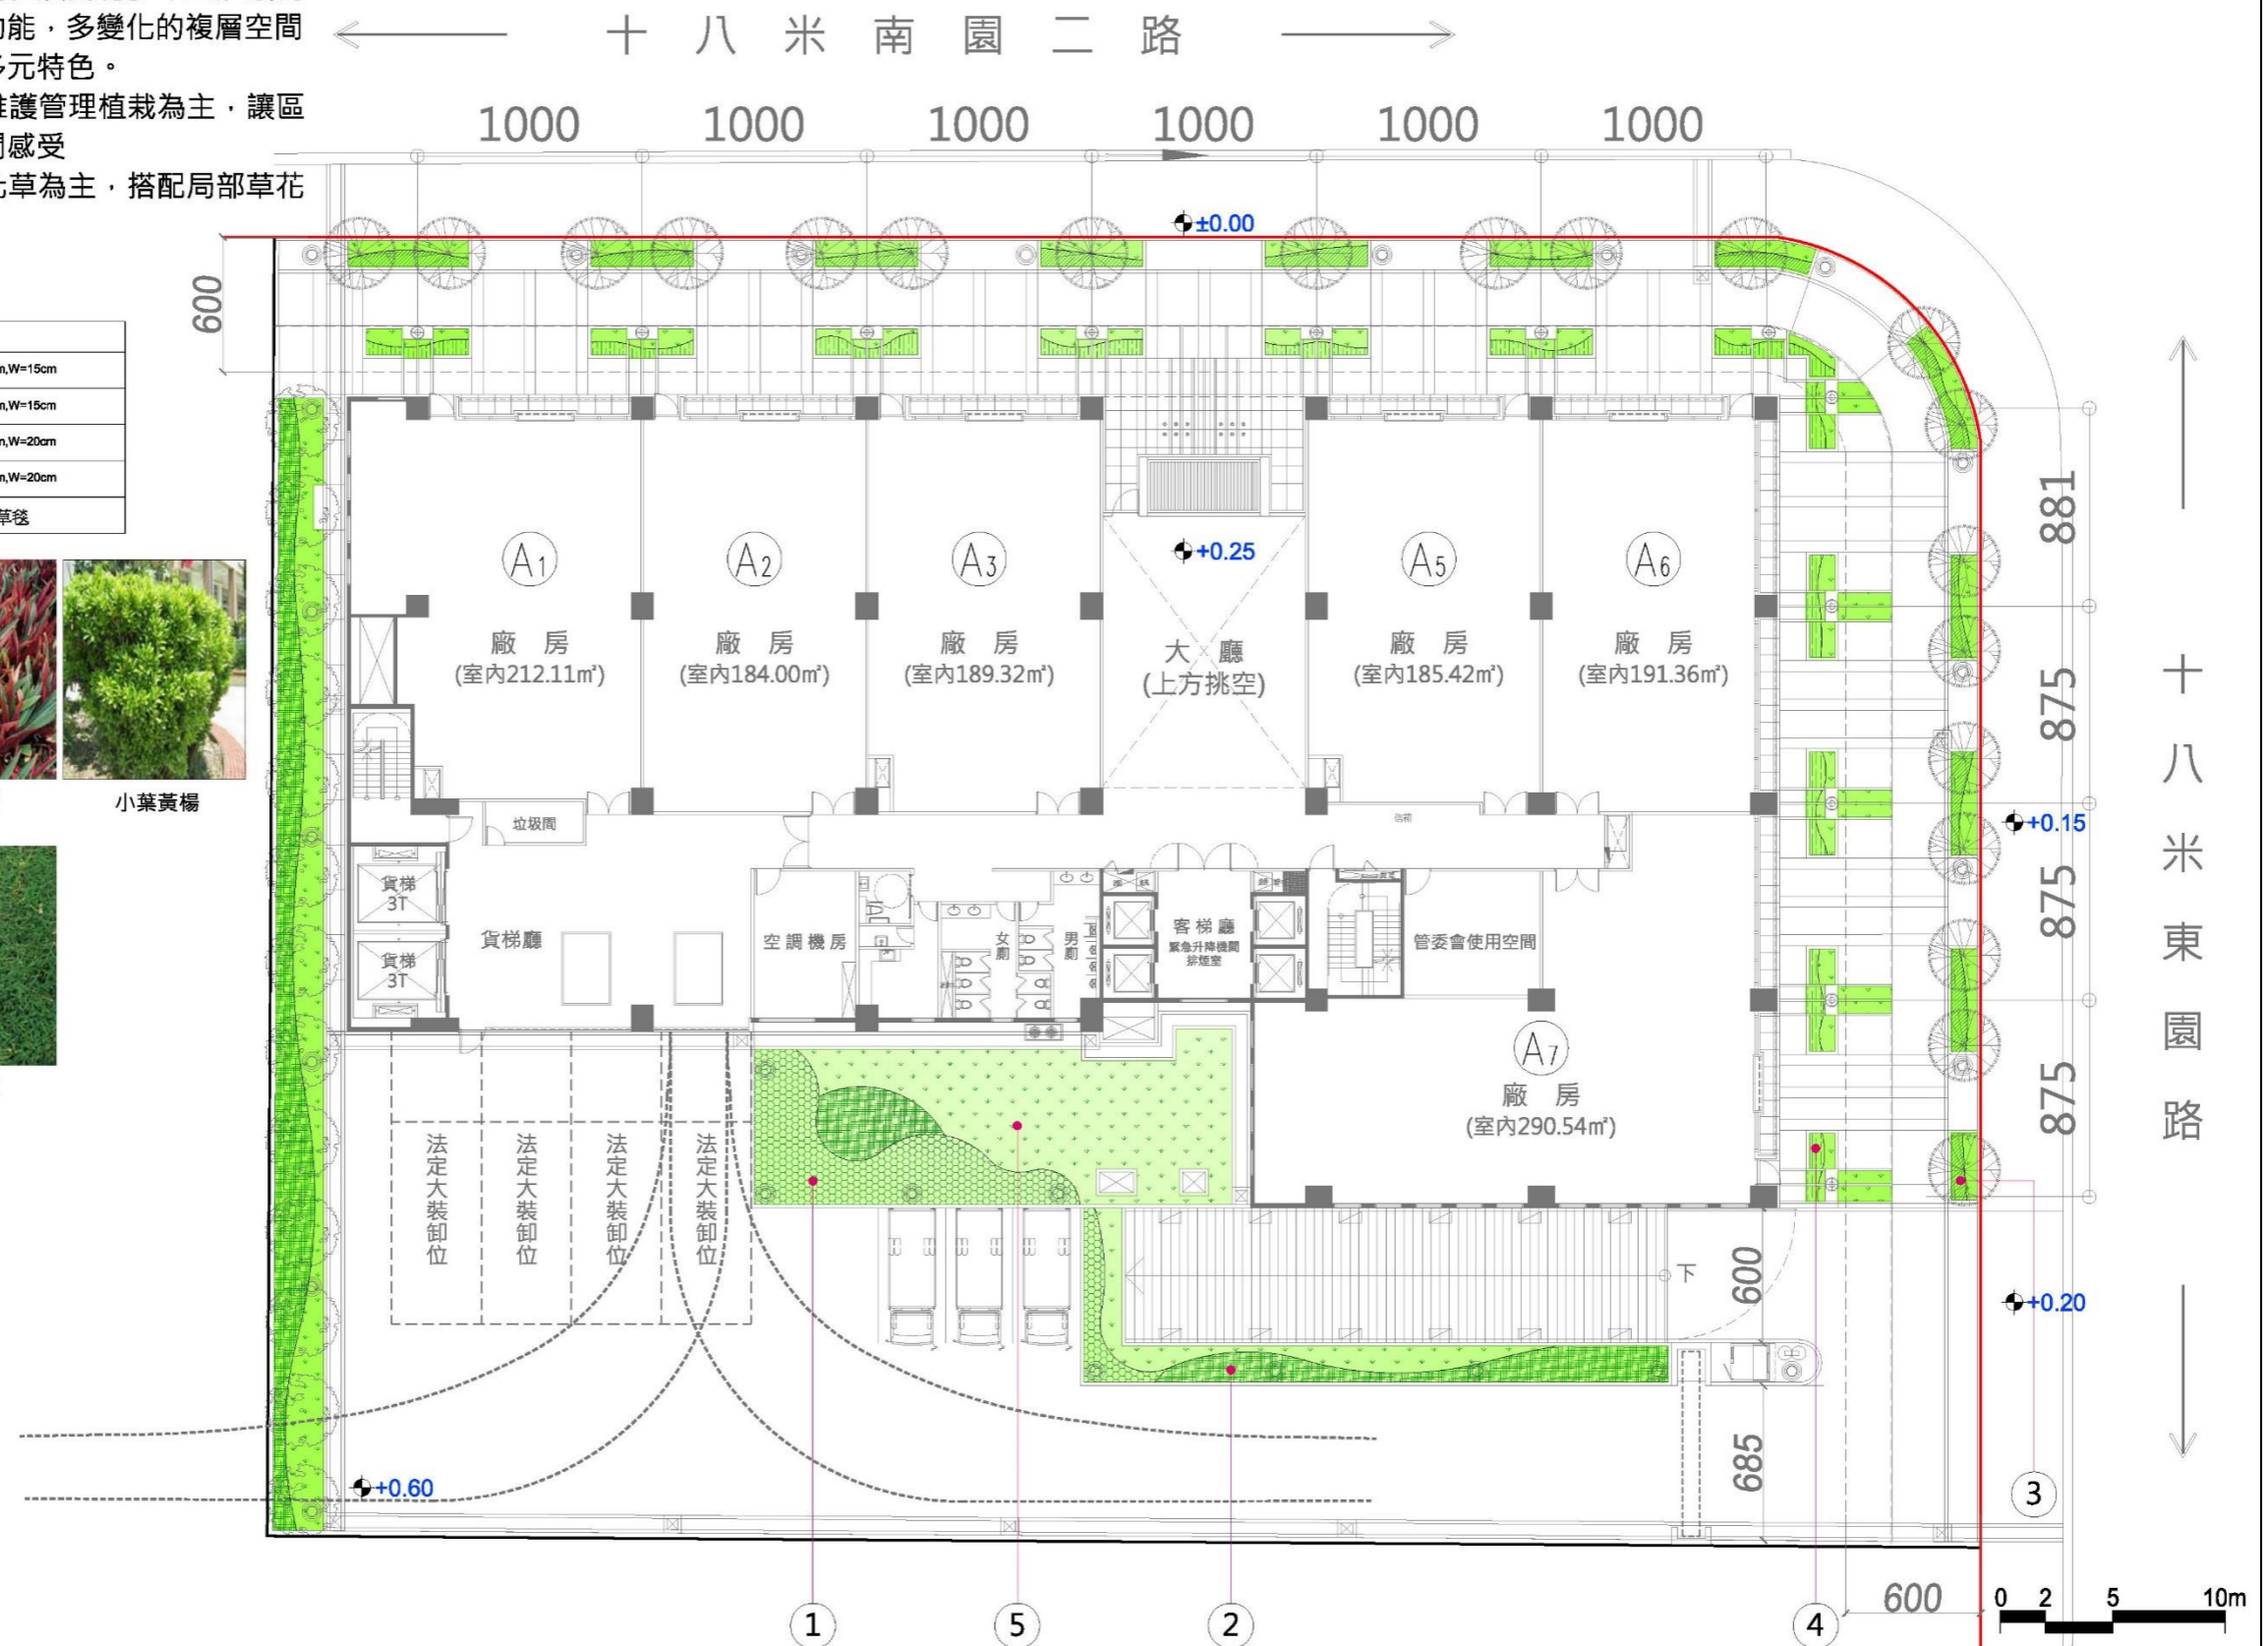 功能，多變化的複層空間
多元特色。
維護管理植栽為主，讓區
間感受
草為主，搭配局部草花
m,W=15cm
m,W=15cm
m,W=20cm
m,W=20cm
草毯
小葉黃楊
十八米南園二路
1000 1000 1000 1000 1000 1000
±0.00
600
A1
廠房
(室內212.11㎡)
A2
廠房
(室內184.00㎡)
A3
廠房
(室內189.32㎡)
+0.25
大廳
(上方挑空)
A5
廠房
(室內185.42㎡)
A6
廠房
(室內191.36㎡)
881
875
875
875
十八米東園路
+0.15
+0.20
垃圾間
信箱
貨梯
3T
貨梯
3T
貨梯廳
空調機房
女廁
男廁
客梯廳
緊急升降機間
排煙室
管委會使用空間
A7
廠房
(室內290.54㎡)
法定大裝卸位
法定大裝卸位
法定大裝卸位
法定大裝卸位
下
600
685
+0.60
3
1
5
2
4
600
0 2 5 10m